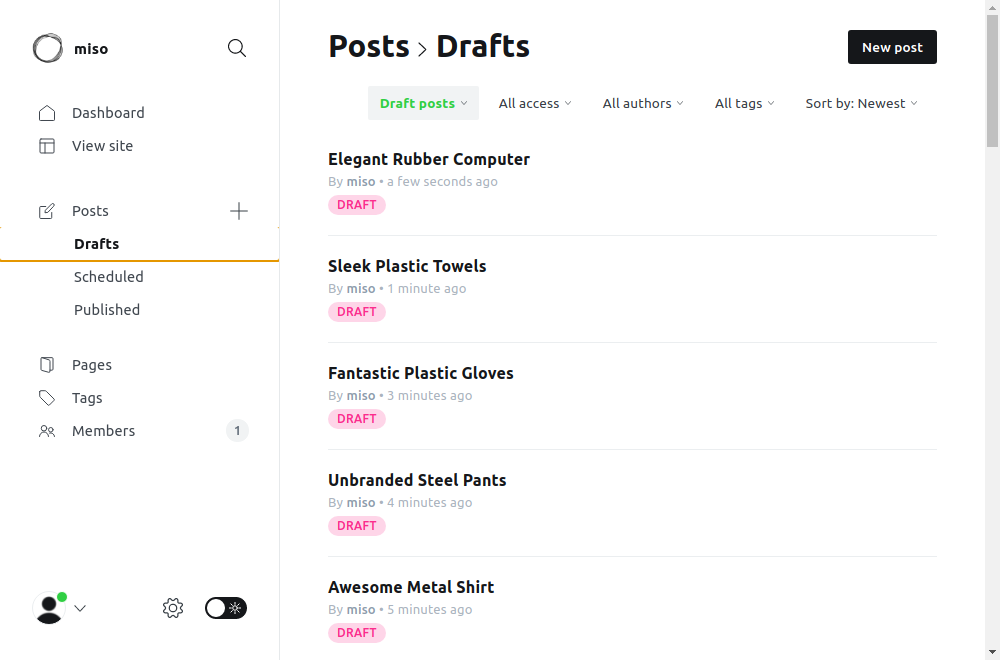 miso
Dashboard
View site
Posts
Drafts
Scheduled
Published
Pages
Tags
Members 1
Posts > Drafts
New post
Draft posts All access All authors All tags Sort by: Newest
Elegant Rubber Computer
By miso • a few seconds ago
DRAFT
Sleek Plastic Towels
By miso • 1 minute ago
DRAFT
Fantastic Plastic Gloves
By miso • 3 minutes ago
DRAFT
Unbranded Steel Pants
By miso • 4 minutes ago
DRAFT
Awesome Metal Shirt
By miso • 5 minutes ago
DRAFT